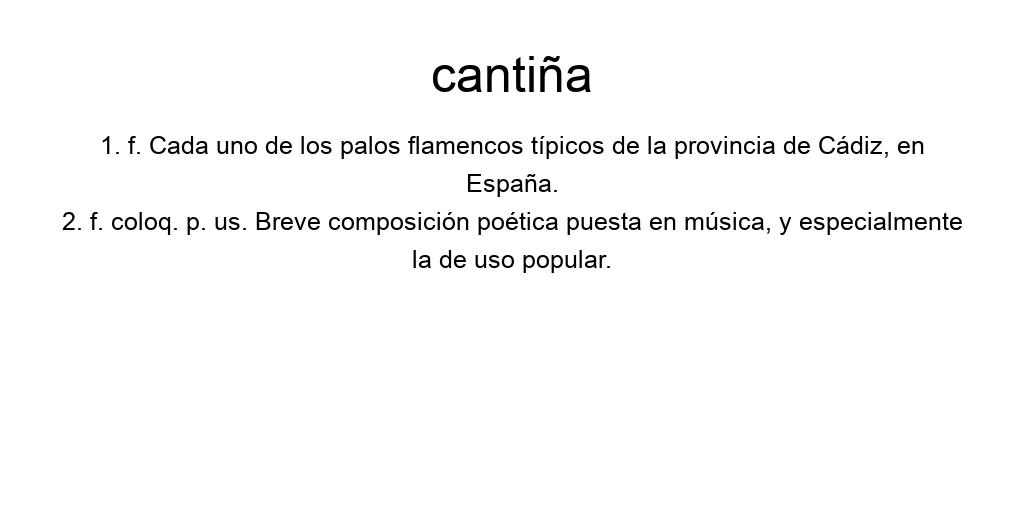 cantiña
1. f. Cada uno de los palos flamencos típicos de la provincia de Cádiz, en
España.
2. f. coloq. p. us. Breve composición poética puesta en música, y especialmente
la de uso popular.